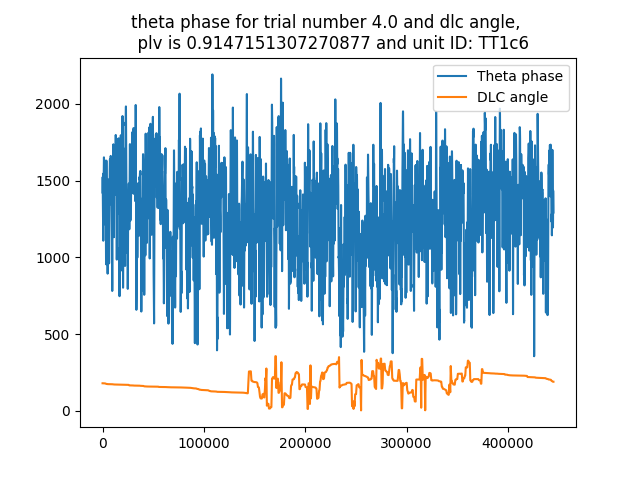 theta phase for trial number 4.0 and dlc angle,
plv is 0.9147151307270877 and unit ID: TT1c6
Theta phase
DLC angle
2000
1500
1000
500
0
0 100000 200000 300000 400000